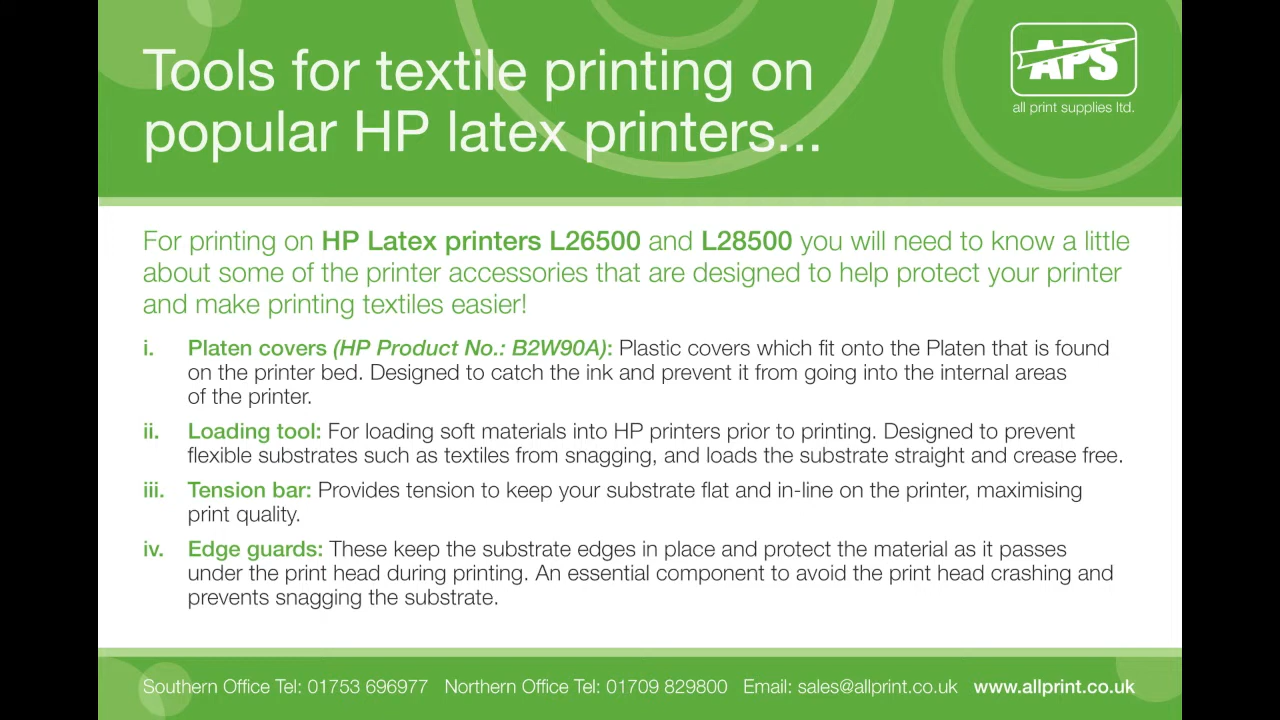 Tools for textile printing on
popular HP latex printers...
APS
all print supplies ltd.
For printing on HP Latex printers L26500 and L28500 you will need to know a little
about some of the printer accessories that are designed to help protect your printer
and make printing textiles easier!
i. Platen covers (HP Product No.: B2W90A): Plastic covers which fit onto the Platen that is found
on the printer bed. Designed to catch the ink and prevent it from going into the internal areas
of the printer.
ii. Loading tool: For loading soft materials into HP printers prior to printing. Designed to prevent
flexible substrates such as textiles from snagging, and loads the substrate straight and crease free.
iii. Tension bar: Provides tension to keep your substrate flat and in-line on the printer, maximising
print quality.
iv. Edge guards: These keep the substrate edges in place and protect the material as it passes
under the print head during printing. An essential component to avoid the print head crashing and
prevents snagging the substrate.
Southern Office Tel: 01753 696977 Northern Office Tel: 01709 829800 Email: sales@allprint.co.uk www.allprint.co.uk